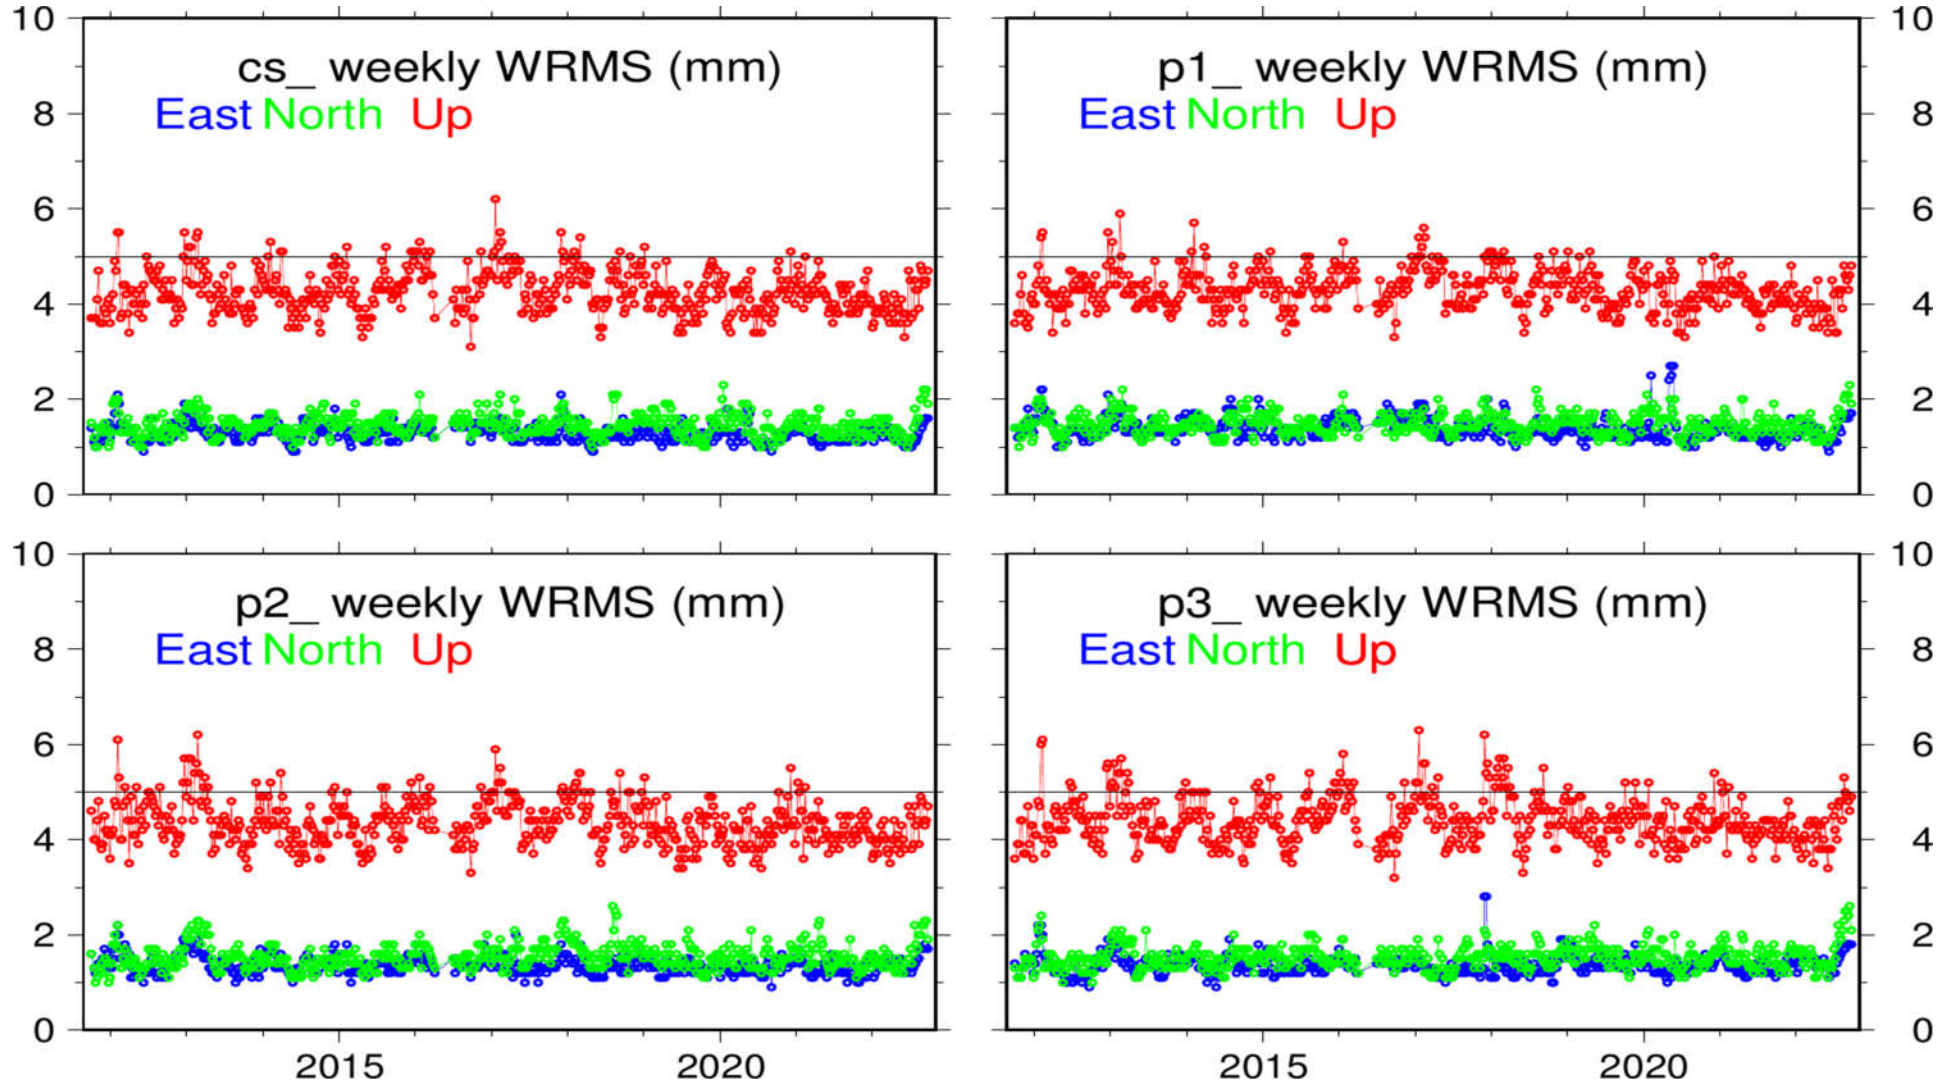 10 10
cs_ weekly WRMS (mm) p1_ weekly WRMS (mm)
East North Up East North Up
8 8
6 6
4 4
2 2
0 0
10 10
p2_ weekly WRMS (mm) p3_ weekly WRMS (mm)
East North Up East North Up
8 8
6 6
4 4
2 2
0 0
2015 2020 2015 2020